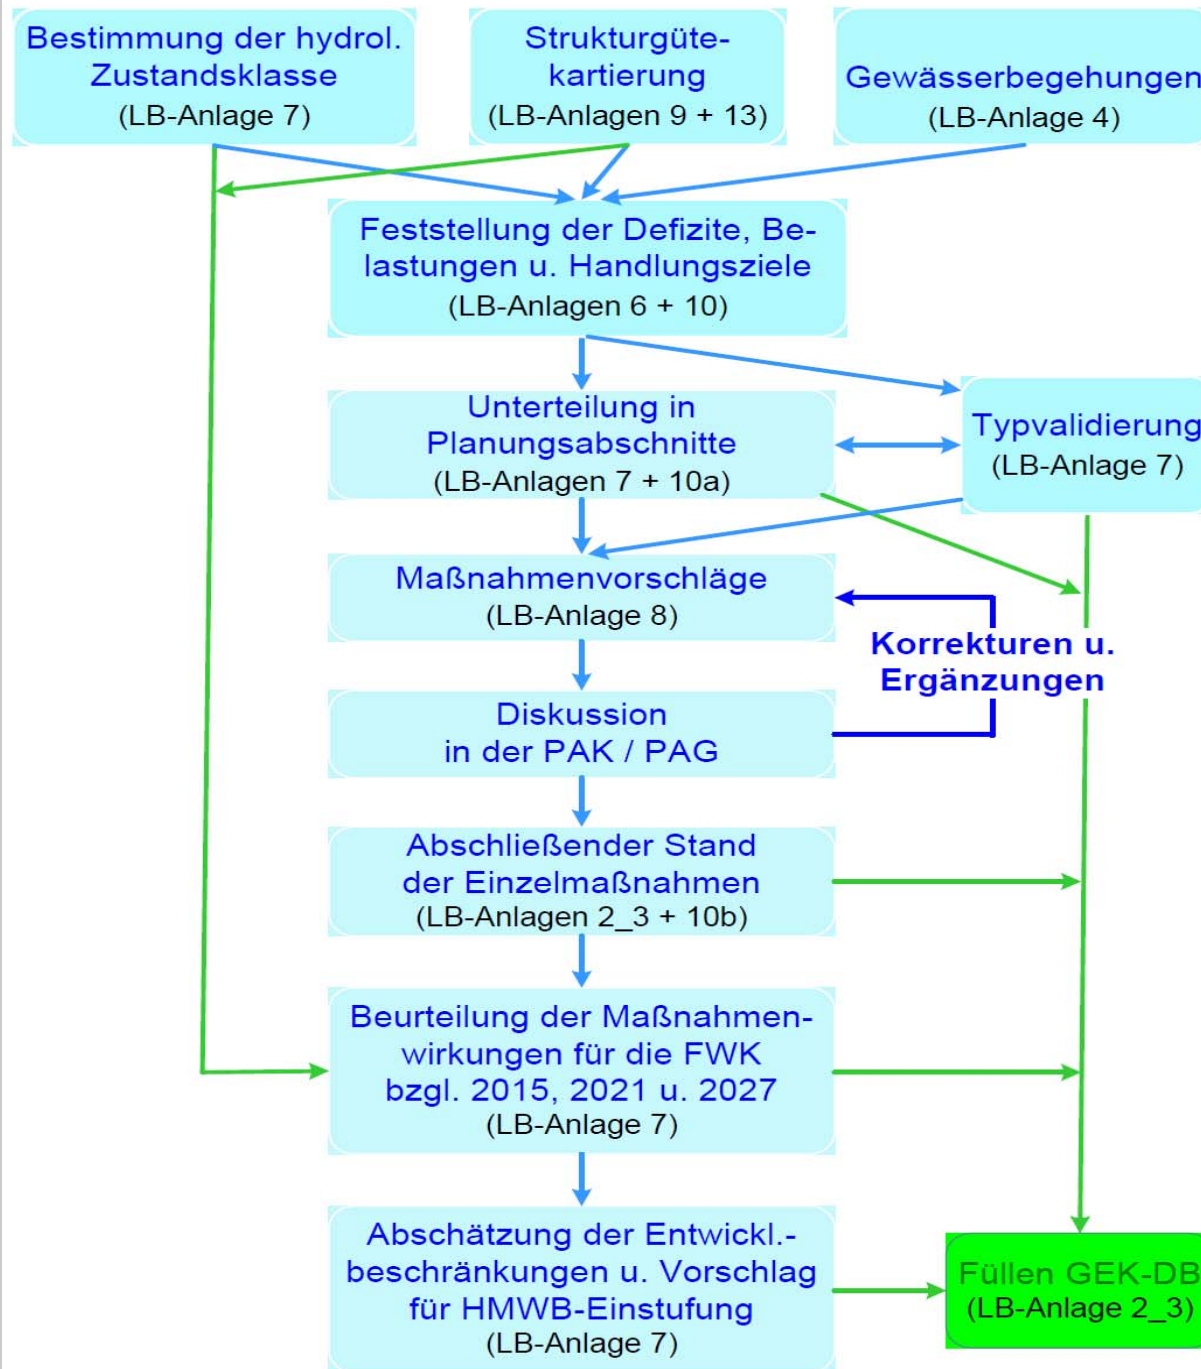 Bestimmung der hydrol.
Zustandsklasse
(LB-Anlage 7)
Strukturgüte-
kartierung
(LB-Anlagen 9 + 13)
Gewässerbegehungen
(LB-Anlage 4)
Feststellung der Defizite, Be-
lastungen u. Handlungsziele
(LB-Anlagen 6 + 10)
Unterteilung in
Planungsabschnitte
(LB-Anlagen 7 + 10a)
Typvalidierung
(LB-Anlage 7)
Maßnahmenvorschläge
(LB-Anlage 8)
Korrekturen u.
Ergänzungen
Diskussion
in der PAK / PAG
Abschließender Stand
der Einzelmaßnahmen
(LB-Anlagen 2_3 + 10b)
Beurteilung der Maßnahmen-
wirkungen für die FWK
bzgl. 2015, 2021 u. 2027
(LB-Anlage 7)
Abschätzung der Entwickl.-
beschränkungen u. Vorschlag
für HMWB-Einstufung
(LB-Anlage 7)
Füllen GEK-DB
(LB-Anlage 2_3)